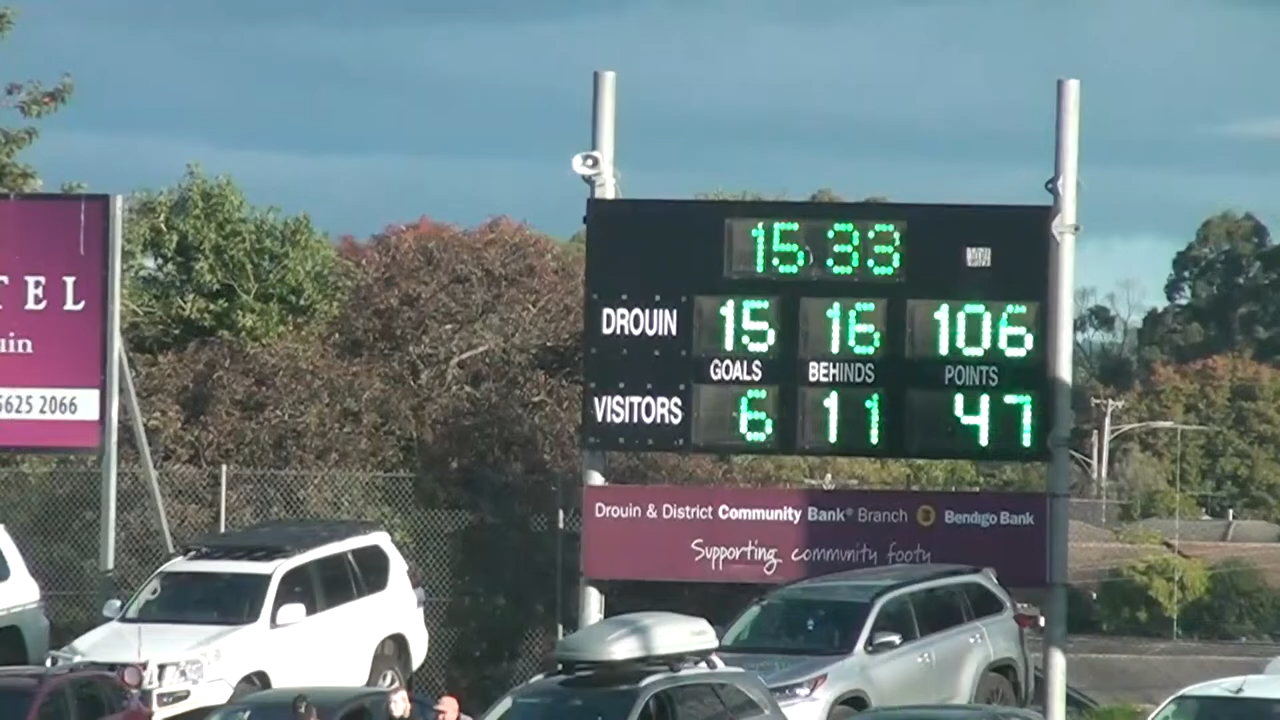 TEL
uin
5625 2066
15 33
DROUIN 15 16 106
GOALS BEHINDS POINTS
VISITORS 6 11 47
Drouin & District Community Bank® Branch Bendigo Bank
Supporting community footy